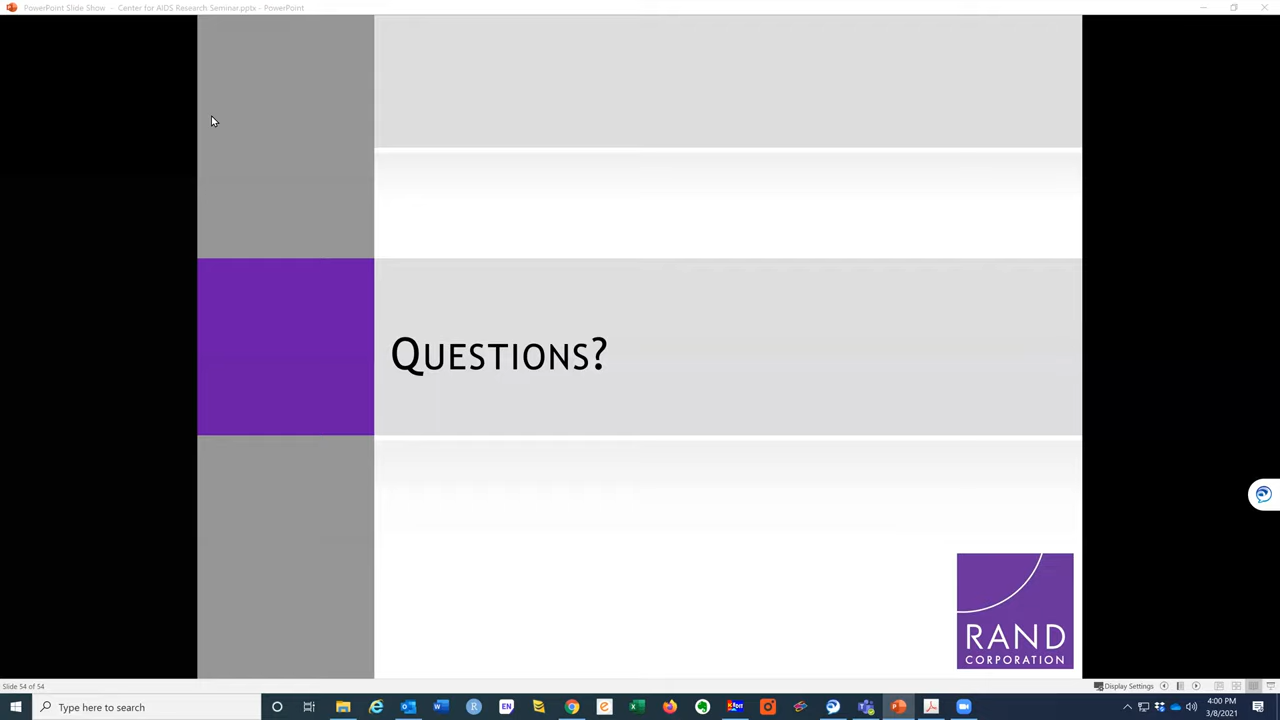 PowerPoint Slide Show - Center for AIDS Research Seminar.pptx - PowerPoint
QUESTIONS?
RAND
CORPORATION
Slide 54 of 54
Display Settings
Type here to search
EN
4:00 PM
3/8/2021